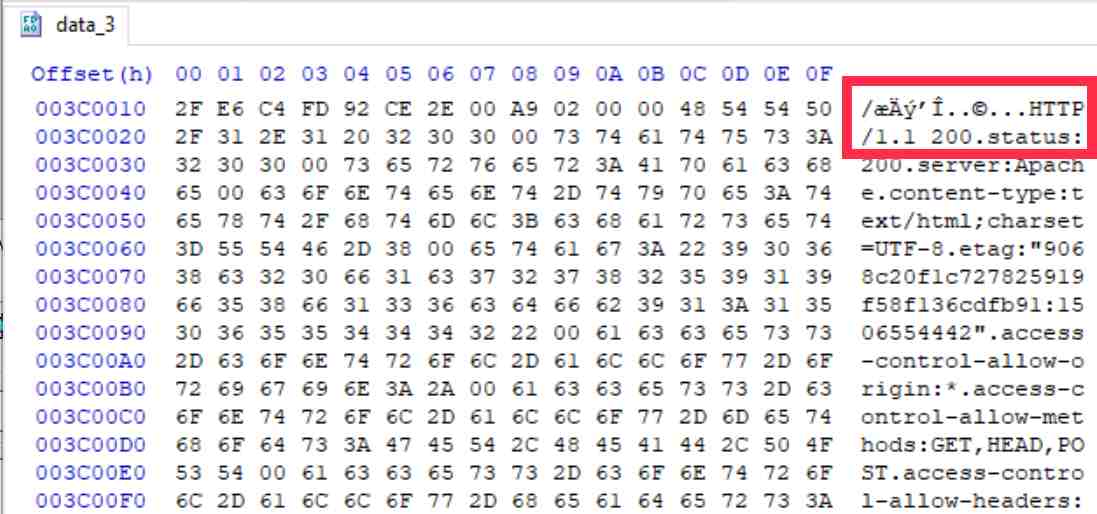 data_3
Offset(h) 00 01 02 03 04 05 06 07 08 09 0A 0B 0C 0D 0E 0F
003C0010 2F E6 C4 FD 92 CE 2E 00 A9 02 00 00 48 54 54 50 /æÄý’Î..©...HTTP
003C0020 2F 31 2E 31 20 32 30 30 00 73 74 61 74 75 73 3A /1.1 200.status:
003C0030 32 30 30 00 73 65 72 76 65 72 3A 41 70 61 63 68 200.server:Apach
003C0040 65 00 63 6F 6E 74 65 6E 74 2D 74 79 70 65 3A 74 e.content-type:t
003C0050 65 78 74 2F 68 74 6D 6C 3B 63 68 61 72 73 65 74 ext/html;charset
003C0060 3D 55 54 46 2D 38 00 65 74 61 67 3A 22 39 30 36 =UTF-8.etag:"906
003C0070 38 63 32 30 66 31 63 37 32 37 38 32 35 39 31 39 8c20f1c727825919
003C0080 66 35 38 66 31 33 36 63 64 66 62 39 31 3A 31 35 f58f136cdfb91:15
003C0090 30 36 35 35 34 34 34 32 22 00 61 63 63 65 73 73 06554442".access
003C00A0 2D 63 6F 6E 74 72 6F 6C 2D 61 6C 6C 6F 77 2D 6F -control-allow-o
003C00B0 72 69 67 69 6E 3A 2A 00 61 63 63 65 73 73 2D 63 rigin:*.access-c
003C00C0 6F 6E 74 72 6F 6C 2D 61 6C 6C 6F 77 2D 6D 65 74 ontrol-allow-met
003C00D0 68 6F 64 73 3A 47 45 54 2C 48 45 41 44 2C 50 4F hods:GET,HEAD,PO
003C00E0 53 54 00 61 63 63 65 73 73 2D 63 6F 6E 74 72 6F ST.access-contro
003C00F0 6C 2D 61 6C 6C 6F 77 2D 68 65 61 64 65 72 73 3A l-allow-headers: